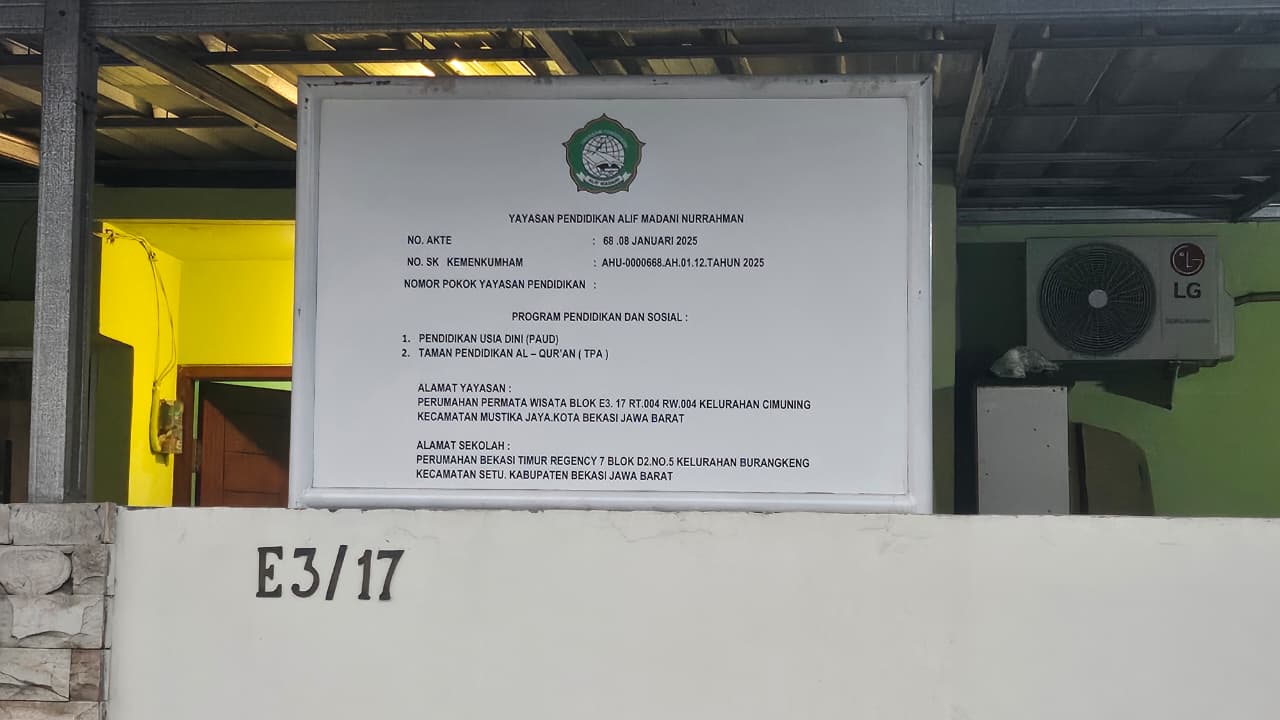 ALIF MADANI
YAYASAN PENDIDIKAN ALIF MADANI NURRAHMAN
NO. AKTE : 68 .08 JANUARI 2025
NO. SK KEMENKUMHAM : AHU-0000668.AH.01.12.TAHUN 2025
NOMOR POKOK YAYASAN PENDIDIKAN :
PROGRAM PENDIDIKAN DAN SOSIAL :
1. PENDIDIKAN USIA DINI (PAUD)
2. TAMAN PENDIDIKAN AL – QUR'AN ( TPA )
ALAMAT YAYASAN :
PERUMAHAN PERMATA WISATA BLOK E3. 17 RT.004 RW.004 KELURAHAN CIMUNING
KECAMATAN MUSTIKA JAYA.KOTA BEKASI JAWA BARAT
ALAMAT SEKOLAH :
PERUMAHAN BEKASI TIMUR REGENCY 7 BLOK D2.NO.5 KELURAHAN BURANGKENG
KECAMATAN SETU. KABUPATEN BEKASI JAWA BARAT
LG
E3/17